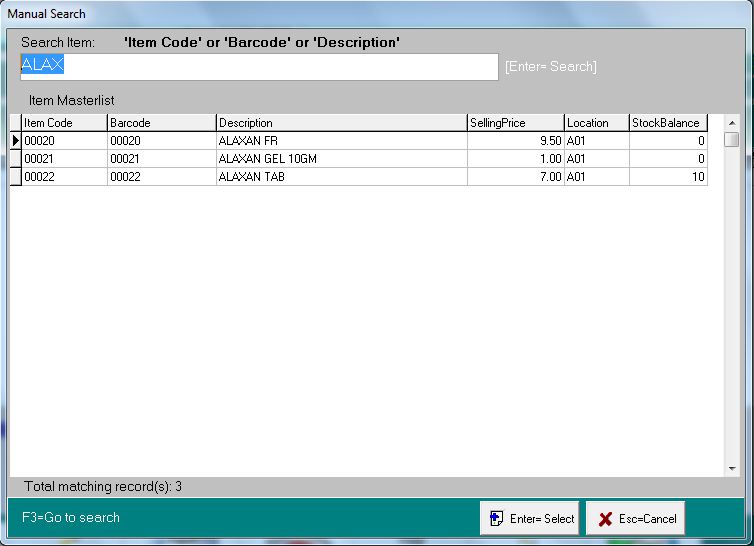 Manual Search
Search Item: 'Item Code' or 'Barcode' or 'Description'
ALAX [Enter= Search]
Item Masterlist
Item Code Barcode Description SellingPrice Location StockBalance
00020 00020 ALAXAN FR 9.50 A01 0
00021 00021 ALAXAN GEL 10GM 1.00 A01 0
00022 00022 ALAXAN TAB 7.00 A01 10
Total matching record(s): 3
F3=Go to search Enter= Select Esc=Cancel